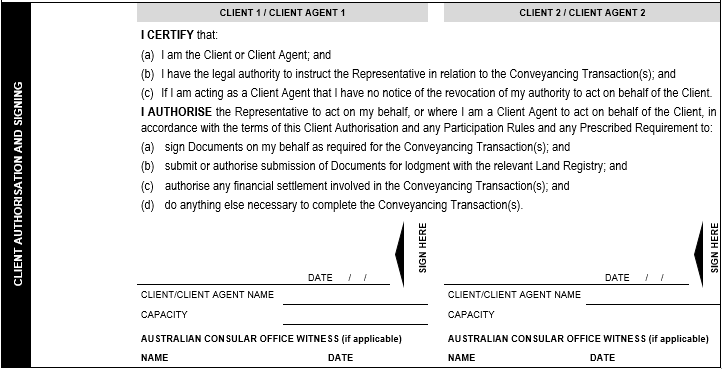 CLIENT AUTHORISATION AND SIGNING
CLIENT 1 / CLIENT AGENT 1
CLIENT 2 / CLIENT AGENT 2
I CERTIFY that:
(a) I am the Client or Client Agent; and
(b) I have the legal authority to instruct the Representative in relation to the Conveyancing Transaction(s); and
(c) If I am acting as a Client Agent that I have no notice of the revocation of my authority to act on behalf of the Client.
I AUTHORISE the Representative to act on my behalf, or where I am a Client Agent to act on behalf of the Client, in
accordance with the terms of this Client Authorisation and any Participation Rules and any Prescribed Requirement to:
(a) sign Documents on my behalf as required for the Conveyancing Transaction(s); and
(b) submit or authorise submission of Documents for lodgment with the relevant Land Registry; and
(c) authorise any financial settlement involved in the Conveyancing Transaction(s); and
(d) do anything else necessary to complete the Conveyancing Transaction(s).
DATE / /
SIGN HERE
CLIENT/CLIENT AGENT NAME
CAPACITY
AUSTRALIAN CONSULAR OFFICE WITNESS (if applicable)
NAME DATE
DATE / /
SIGN HERE
CLIENT/CLIENT AGENT NAME
CAPACITY
AUSTRALIAN CONSULAR OFFICE WITNESS (if applicable)
NAME DATE